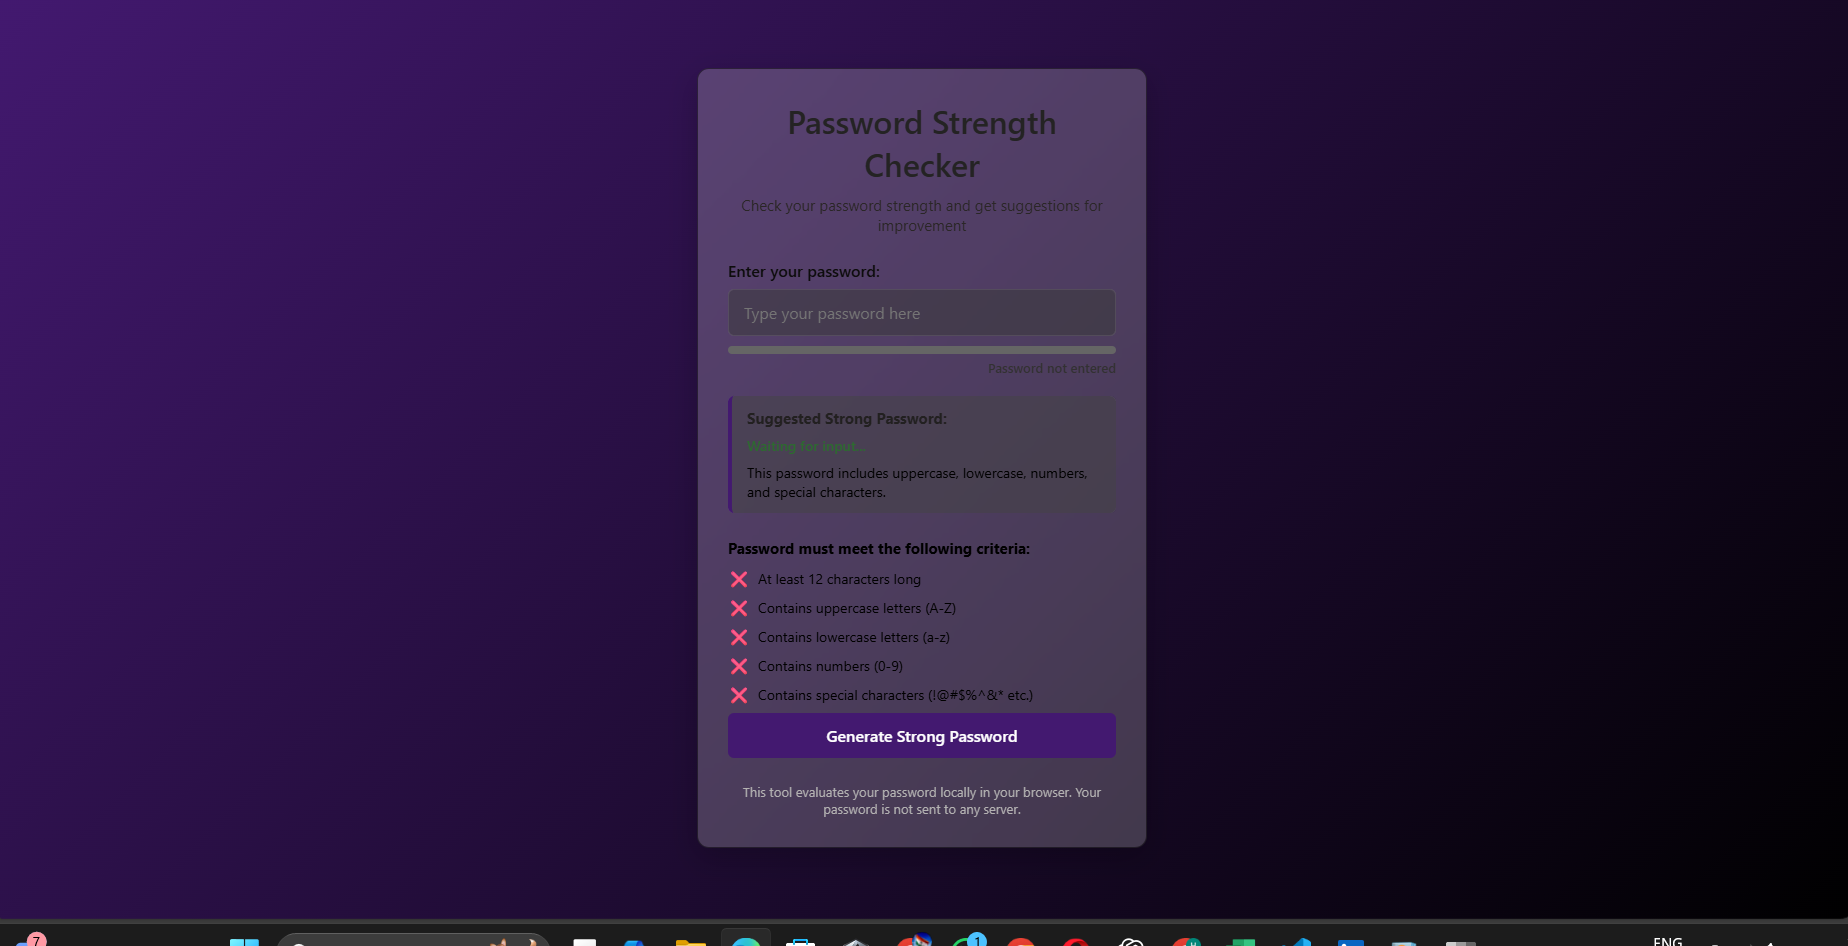 Password Strength
Checker
Check your password strength and get suggestions for
improvement
Enter your password:
Type your password here
Password not entered
Suggested Strong Password:
Waiting for input...
This password includes uppercase, lowercase, numbers,
and special characters.
Password must meet the following criteria:
❌ At least 12 characters long
❌ Contains uppercase letters (A-Z)
❌ Contains lowercase letters (a-z)
❌ Contains numbers (0-9)
❌ Contains special characters (!@#$%^&* etc.)
Generate Strong Password
This tool evaluates your password locally in your browser. Your
password is not sent to any server.
7
1
H
ENG